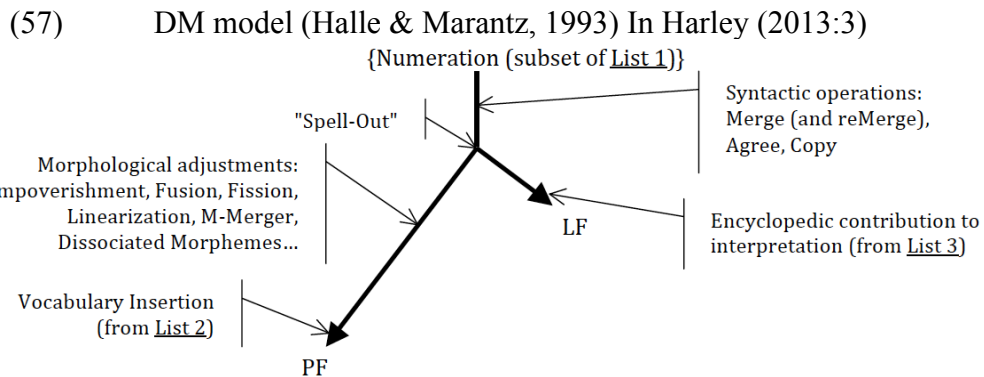 (57) DM model (Halle & Marantz, 1993) In Harley (2013:3)
{Numeration (subset of List 1)}
Syntactic operations:
Merge (and reMerge),
Agree, Copy
"Spell-Out"
Morphological adjustments:
mpoverishment, Fusion, Fission,
Linearization, M-Merger,
Dissociated Morphemes...
LF
Encyclopedic contribution to
interpretation (from List 3)
Vocabulary Insertion
(from List 2)
PF